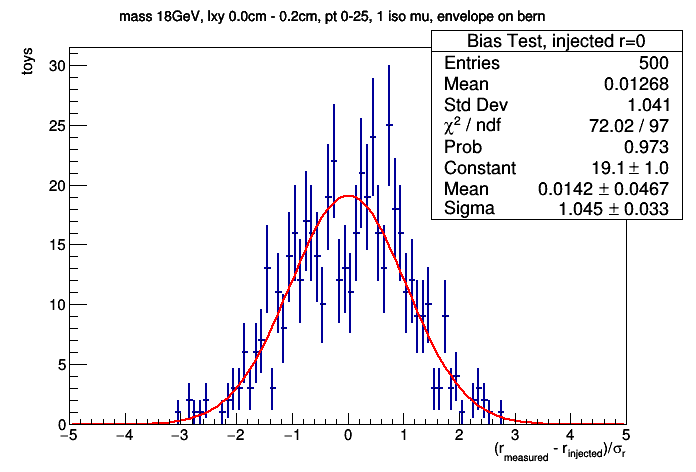 mass 18GeV, lxy 0.0cm - 0.2cm, pt 0-25, 1 iso mu, envelope on bern
Bias Test, injected r=0
Entries 500
Mean 0.01268
Std Dev 1.041
χ² / ndf 72.02 / 97
Prob 0.973
Constant 19.1 ± 1.0
Mean 0.0142 ± 0.0467
Sigma 1.045 ± 0.033
toys
30
25
20
15
10
5
0
−5 −4 −3 −2 −1 0 1 2 3 4 5
(r_measured - r_injected)/σ_r